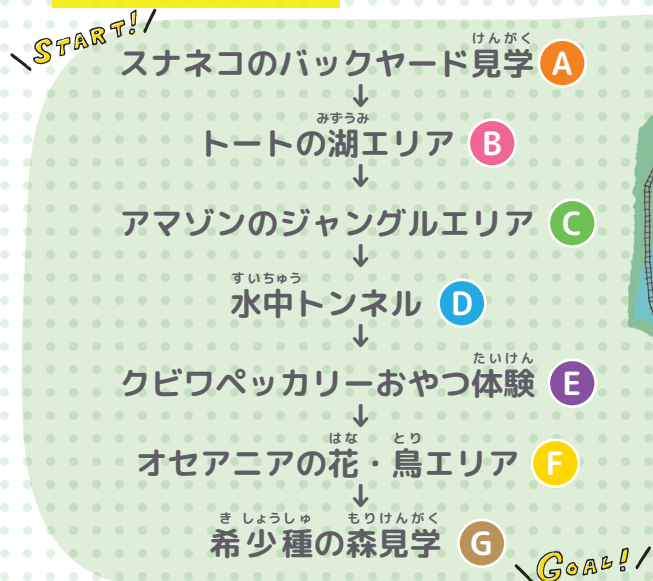 START!
けんがく
スナネコのバックヤード見学 A
↓
みずうみ
トートの湖エリア B
↓
アマゾンのジャングルエリア C
↓
すいちゅう
水中トンネル D
↓
たいけん
クビワペッカリーおやつ体験 E
↓
はな とり
オセアニアの花・鳥エリア F
↓
き しょうしゅ もりけんがく
希少種の森見学 G
GOAL!